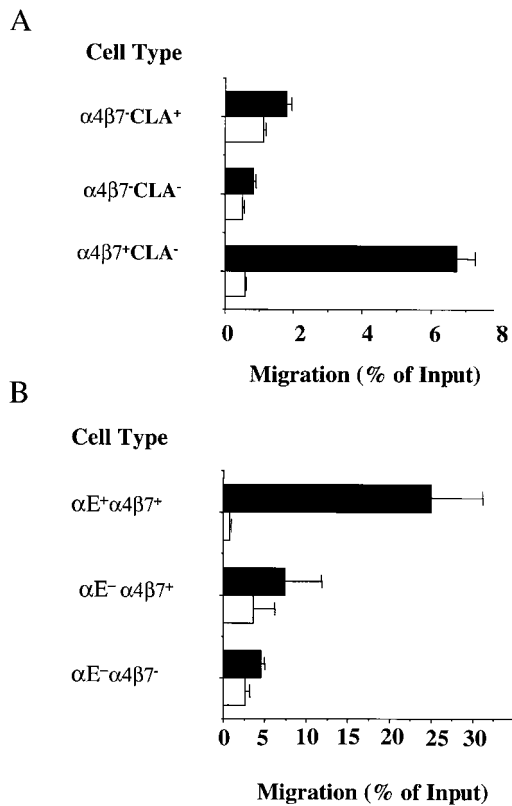 A
Cell Type
α4β7⁻CLA⁺
α4β7⁻CLA⁻
α4β7⁺CLA⁻
0 2 4 6 8
Migration (% of Input)
B
Cell Type
αE⁺α4β7⁺
αE⁻ α4β7⁺
αE⁻α4β7⁻
0 5 10 15 20 25 30
Migration (% of Input)